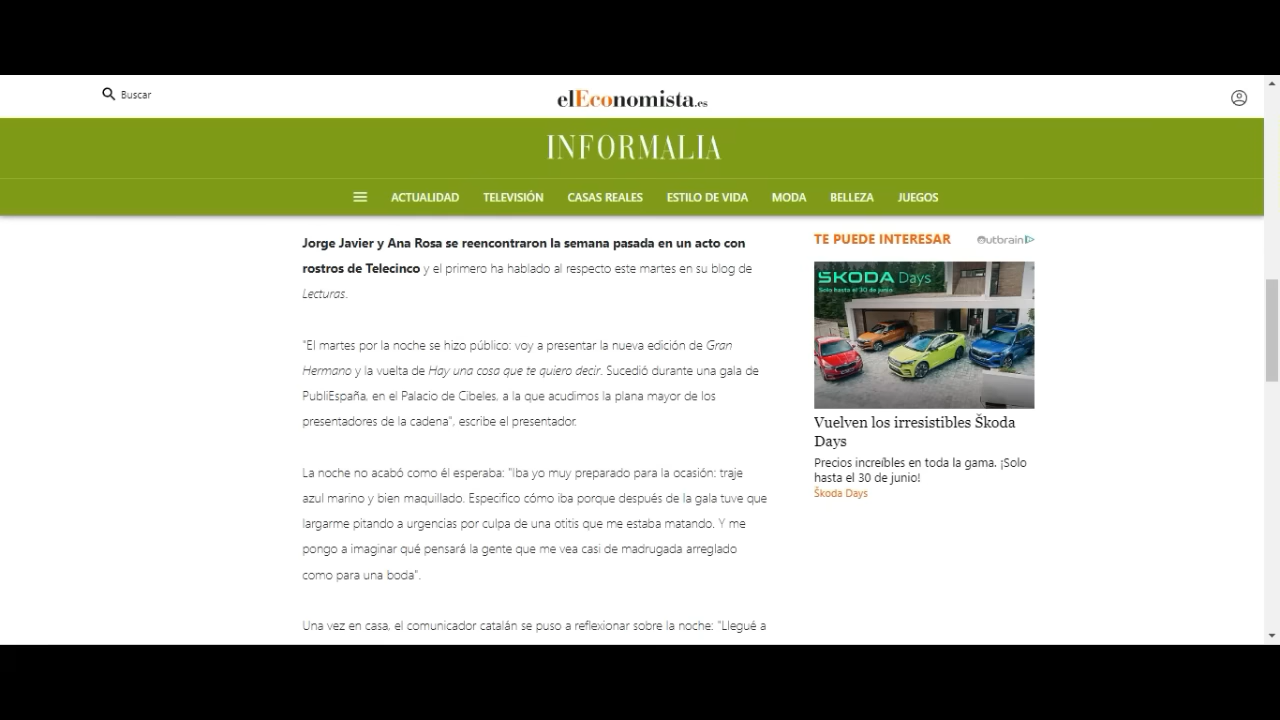 Buscar
elEconomista.es
INFORMALIA
ACTUALIDAD TELEVISIÓN CASAS REALES ESTILO DE VIDA MODA BELLEZA JUEGOS
Jorge Javier y Ana Rosa se reencontraron la semana pasada en un acto con
rostros de Telecinco y el primero ha hablado al respecto este martes en su blog de
Lecturas.
"El martes por la noche se hizo público: voy a presentar la nueva edición de Gran
Hermano y la vuelta de Hay una cosa que te quiero decir. Sucedió durante una gala de
PubliEspaña, en el Palacio de Cibeles, a la que acudimos la plana mayor de los
presentadores de la cadena", escribe el presentador.
La noche no acabó como él esperaba: "Iba yo muy preparado para la ocasión: traje
azul marino y bien maquillado. Especifico cómo iba porque después de la gala tuve que
largarme pitando a urgencias por culpa de una otitis que me estaba matando. Y me
pongo a imaginar qué pensará la gente que me vea casi de madrugada arreglado
como para una boda".
Una vez en casa, el comunicador catalán se puso a reflexionar sobre la noche: "Llegué a
TE PUEDE INTERESAR
Outbrain
ŠKODA Days
Solo hasta el 30 de junio
Vuelven los irresistibles Škoda
Days
Precios increíbles en toda la gama. ¡Solo
hasta el 30 de junio!
Škoda Days